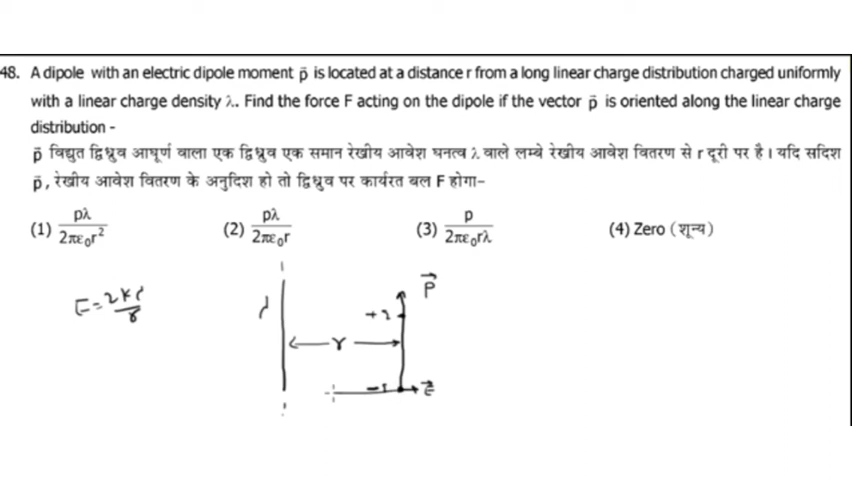 48. A dipole with an electric dipole moment p⃗ is located at a distance r from a long linear charge distribution charged uniformly
with a linear charge density λ. Find the force F acting on the dipole if the vector p⃗ is oriented along the linear charge
distribution -
p⃗ विद्युत द्विध्रुव आघूर्ण वाला एक द्विध्रुव एक समान रेखीय आवेश घनत्व λ वाले लम्बे रेखीय आवेश वितरण से r दूरी पर है। यदि सदिश
p⃗, रेखीय आवेश वितरण के अनुदिश हो तो द्विध्रुव पर कार्यरत बल F होगा-
(1) pλ/2πε₀r² (2) pλ/2πε₀r (3) p/2πε₀rλ (4) Zero (शून्य)
P⃗
E = 2kλ/r λ +q
r
-q E⃗